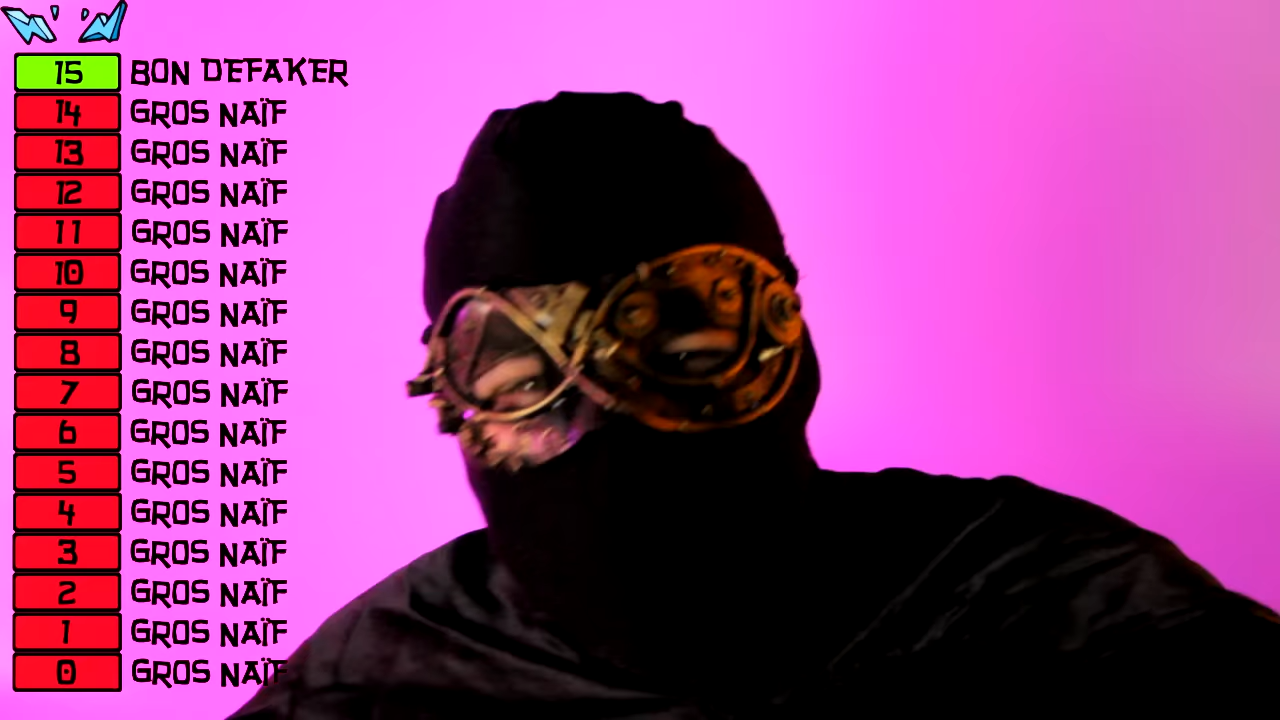 15 BON DEFAKER
14 GROS NAÏF
13 GROS NAÏF
12 GROS NAÏF
11 GROS NAÏF
10 GROS NAÏF
9 GROS NAÏF
8 GROS NAÏF
7 GROS NAÏF
6 GROS NAÏF
5 GROS NAÏF
4 GROS NAÏF
3 GROS NAÏF
2 GROS NAÏF
1 GROS NAÏF
0 GROS NAÏF